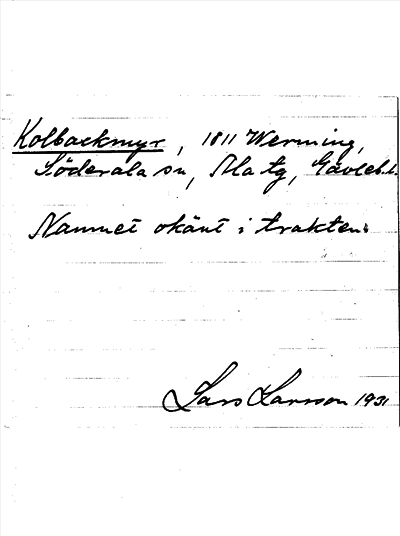 Kolbackmyr, 1811 Werming,
Söderala sn, Ala tg, Gävleb.l.
Namnet okänt i trakten.
Lars Larsson 1931